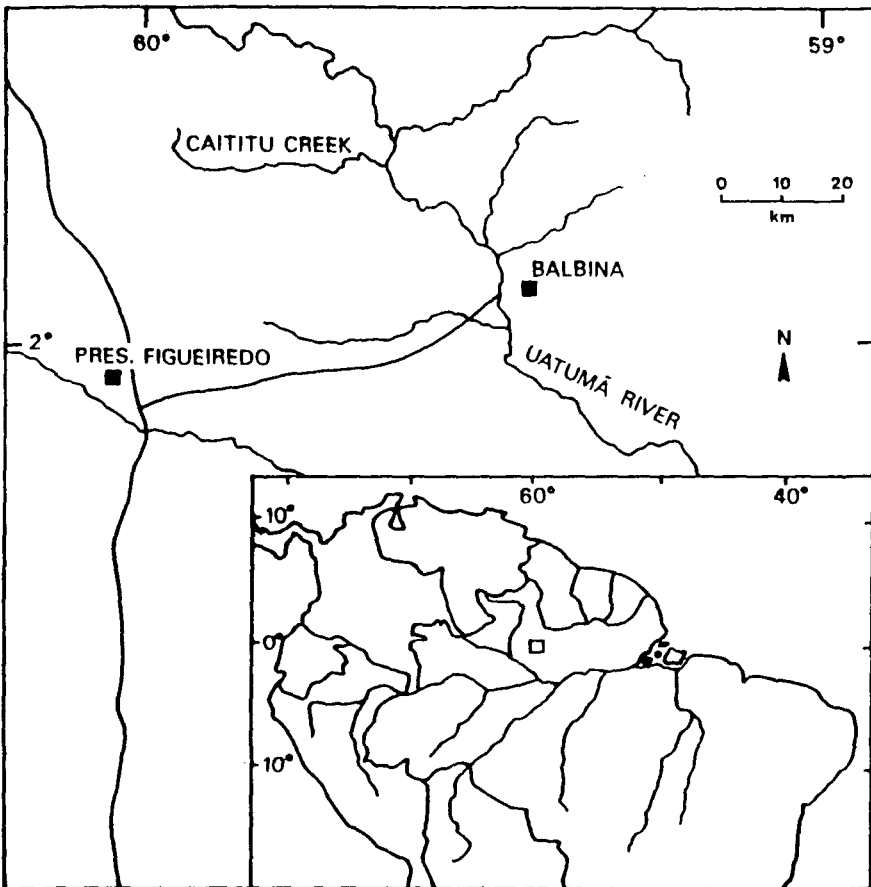 60° 59°
CAITITU CREEK
0 10 20
km
BALBINA
2°
N
PRES. FIGUEIREDO
UATUMÃ RIVER
60° 40°
10°
0°
10°